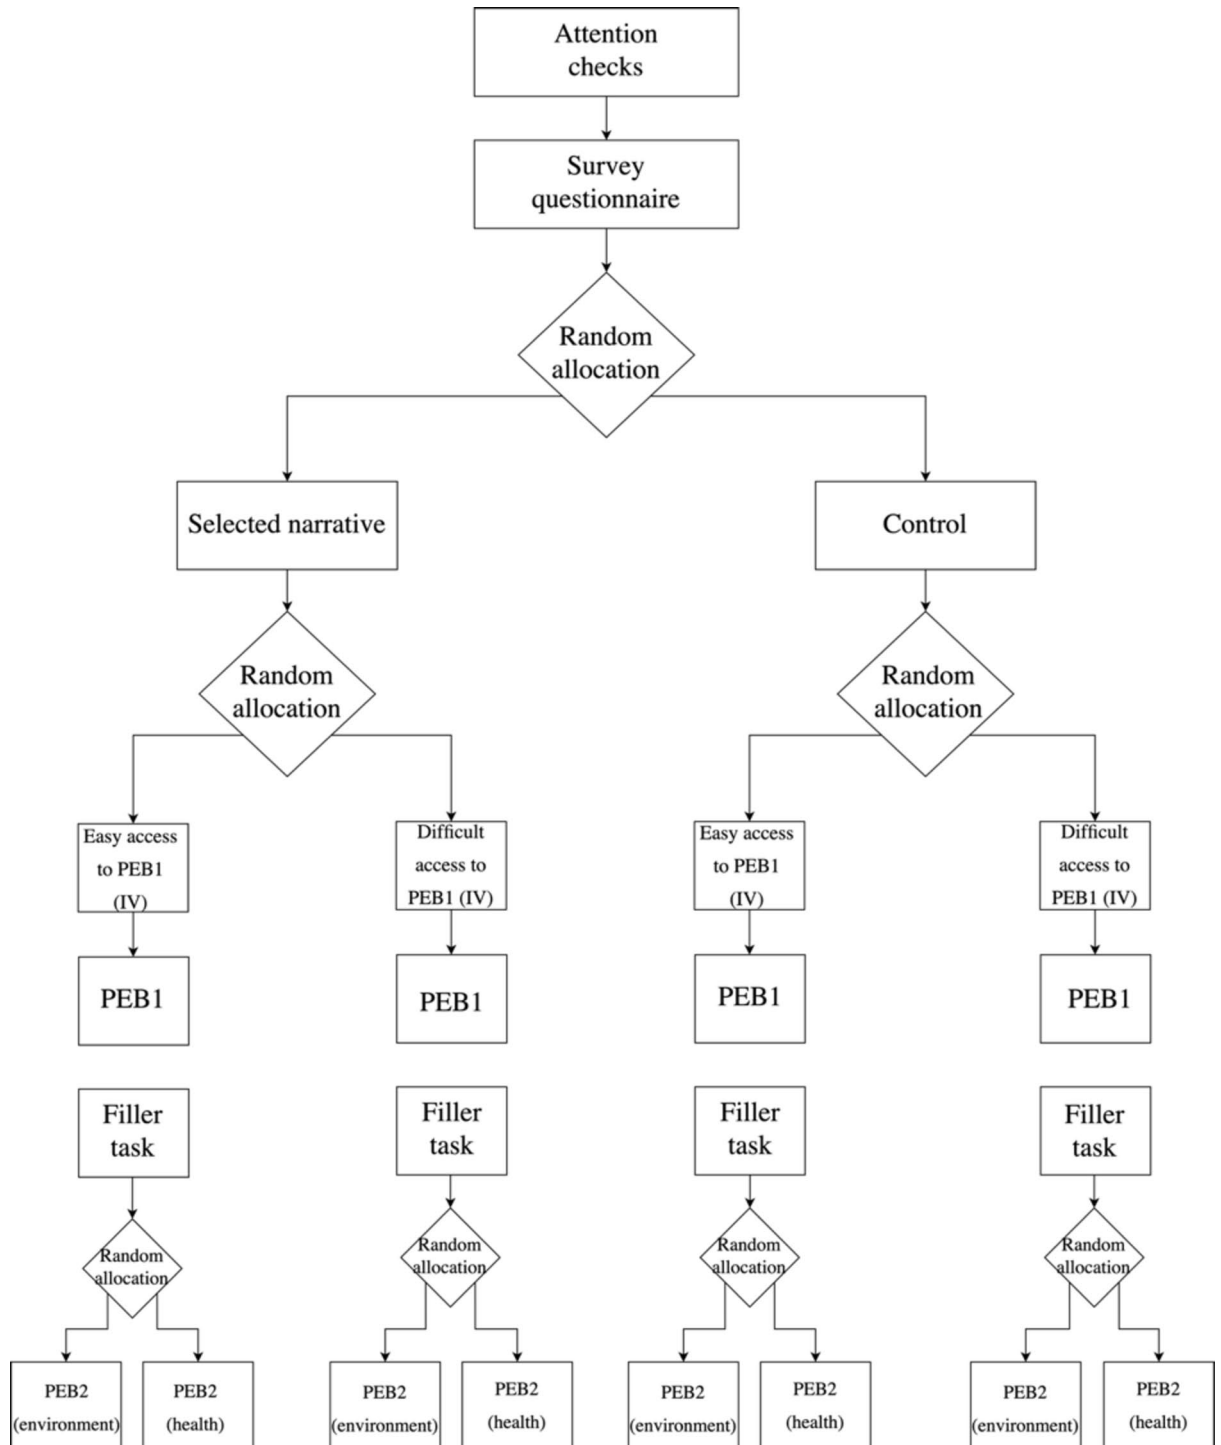 Attention
checks
Survey
questionnaire
Random
allocation
Selected narrative
Control
Random
allocation
Random
allocation
Easy access
to PEB1
(IV)
Difficult
access to
PEB1 (IV)
Easy access
to PEB1
(IV)
Difficult
access to
PEB1 (IV)
PEB1
PEB1
PEB1
PEB1
Filler
task
Filler
task
Filler
task
Filler
task
Random
allocation
Random
allocation
Random
allocation
Random
allocation
PEB2
(environment)
PEB2
(health)
PEB2
(environment)
PEB2
(health)
PEB2
(environment)
PEB2
(health)
PEB2
(environment)
PEB2
(health)